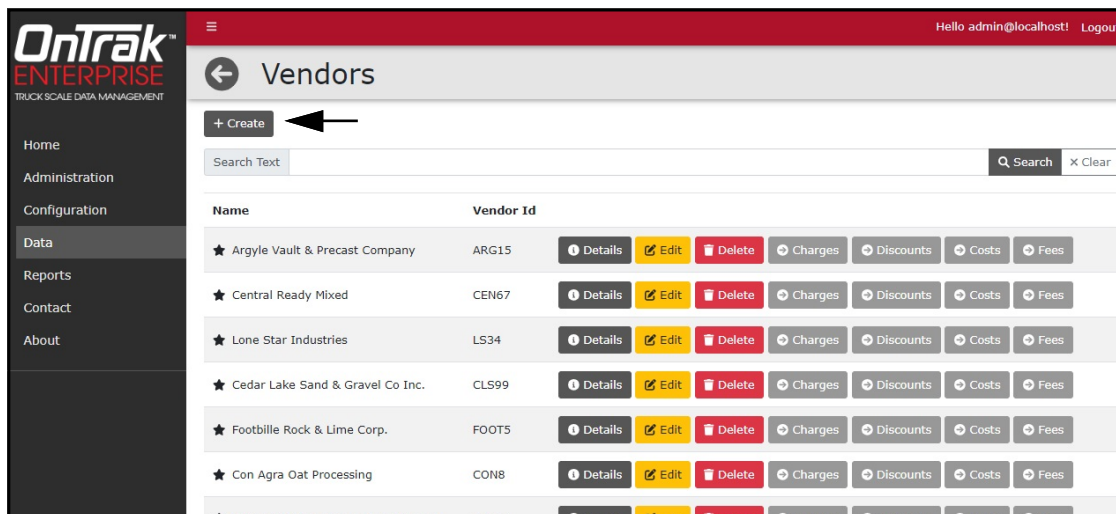 OnTrak™
ENTERPRISE
TRUCK SCALE DATA MANAGEMENT
Hello admin@localhost! Logout
Vendors
+ Create
Home
Administration
Configuration
Data
Reports
Contact
About
Search Text Search × Clear
Name Vendor Id
Argyle Vault & Precast Company ARG15 Details Edit Delete Charges Discounts Costs Fees
Central Ready Mixed CEN67 Details Edit Delete Charges Discounts Costs Fees
Lone Star Industries LS34 Details Edit Delete Charges Discounts Costs Fees
Cedar Lake Sand & Gravel Co Inc. CLS99 Details Edit Delete Charges Discounts Costs Fees
Footbille Rock & Lime Corp. FOOT5 Details Edit Delete Charges Discounts Costs Fees
Con Agra Oat Processing CON8 Details Edit Delete Charges Discounts Costs Fees